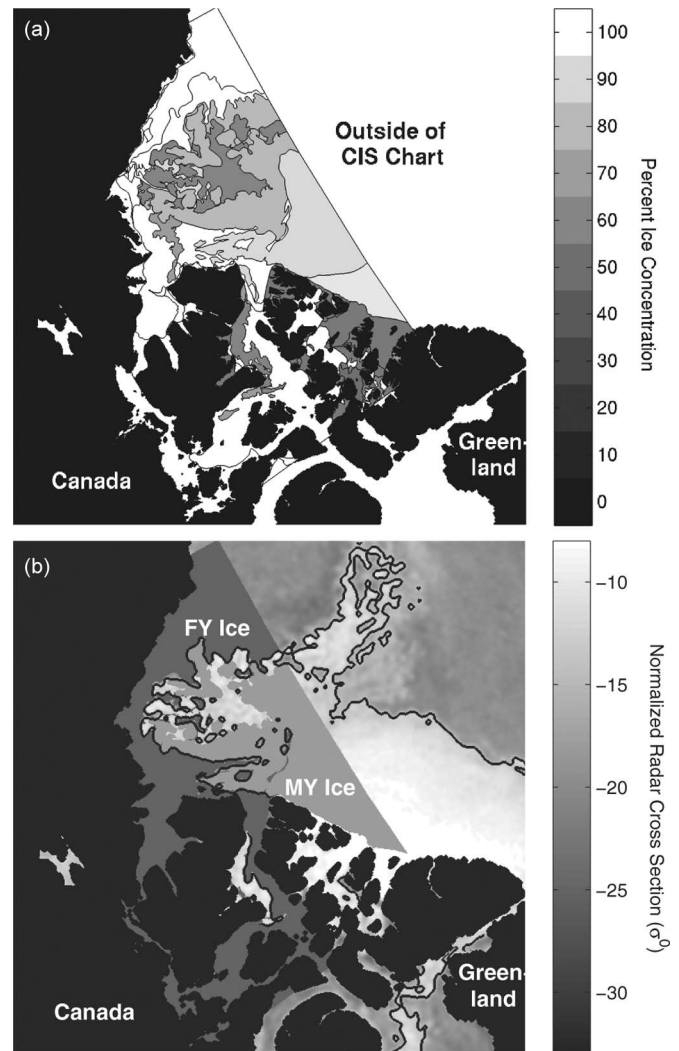 (a)
Outside of
CIS Chart
Canada
Green-
land
100
90
80
70
60
50
40
30
20
10
0
Percent Ice Concentration
(b)
FY Ice
MY Ice
Canada
Green-
land
-10
-15
-20
-25
-30
Normalized Radar Cross Section (σ⁰)